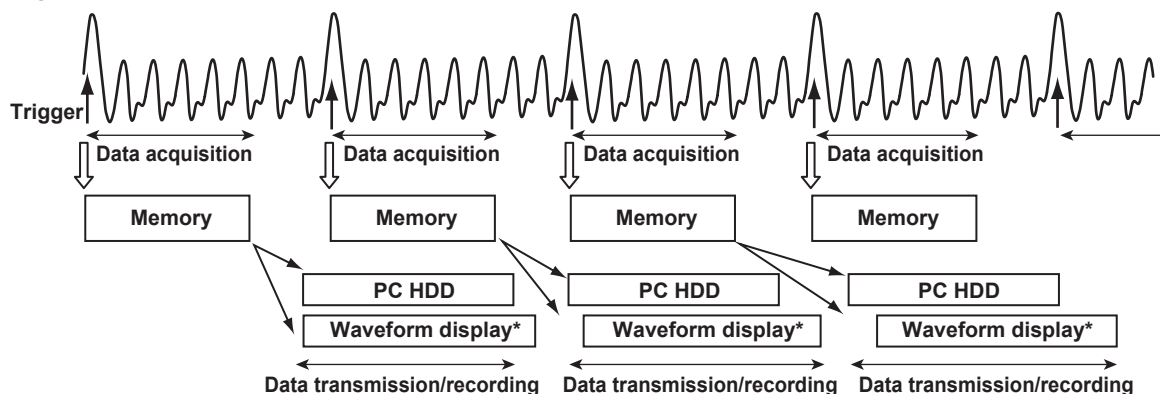 Trigger
Data acquisition Data acquisition Data acquisition Data acquisition
Memory Memory Memory Memory
PC HDD PC HDD PC HDD
Waveform display* Waveform display* Waveform display*
Data transmission/recording Data transmission/recording Data transmission/recording